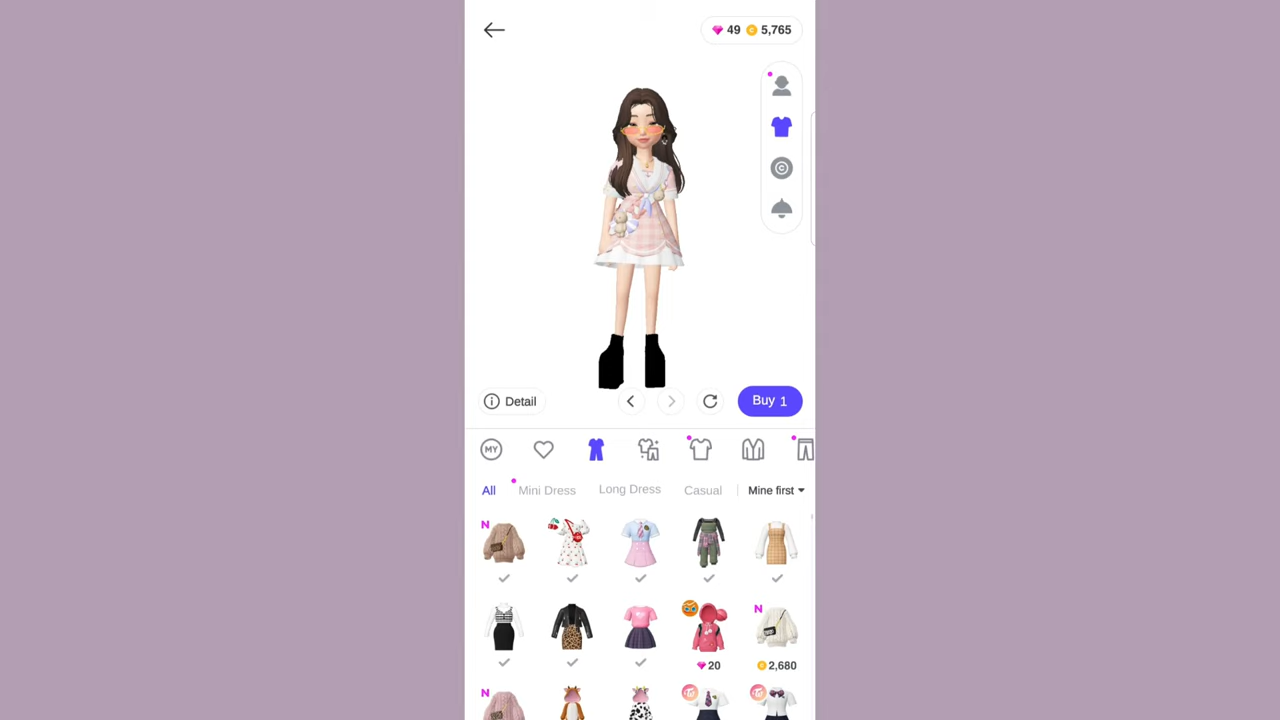 49 5,765
Detail
Buy 1
MY
All Mini Dress Long Dress Casual Mine first
N
N
20 2,680
N